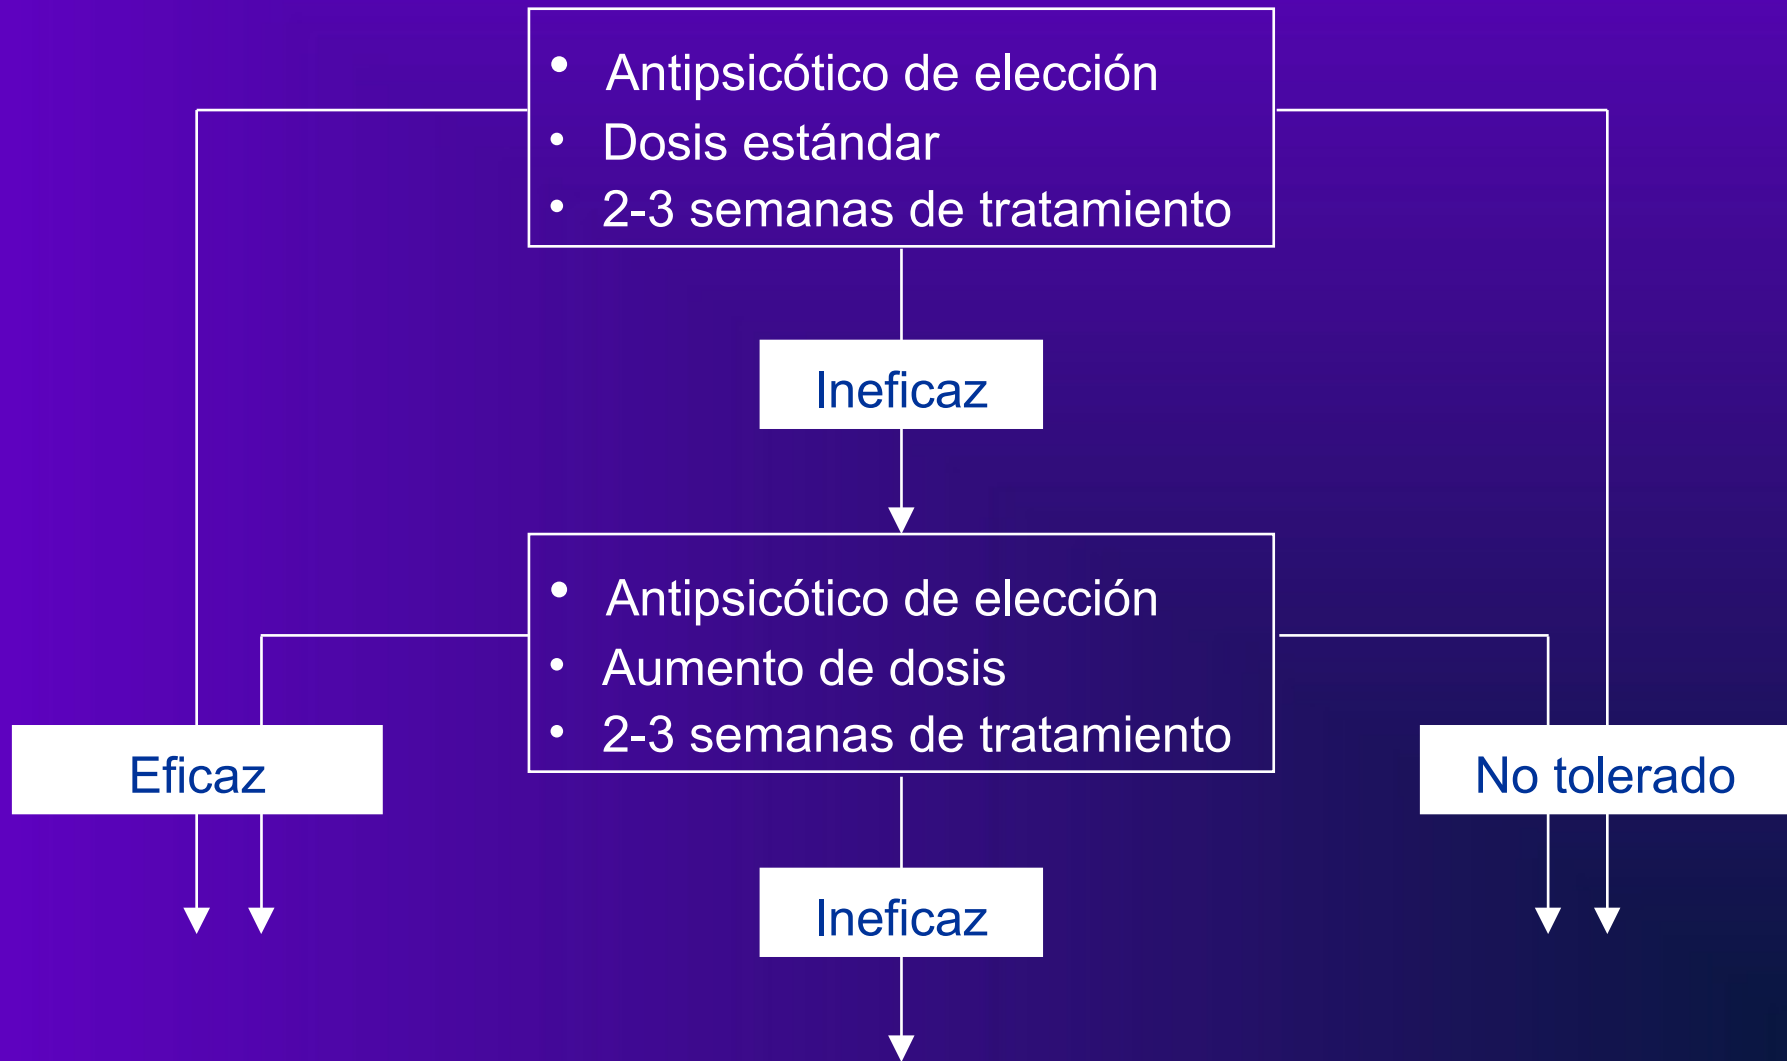 • Antipsicótico de elección
• Dosis estándar
• 2-3 semanas de tratamiento
Ineficaz
• Antipsicótico de elección
• Aumento de dosis
• 2-3 semanas de tratamiento
Eficaz
No tolerado
Ineficaz